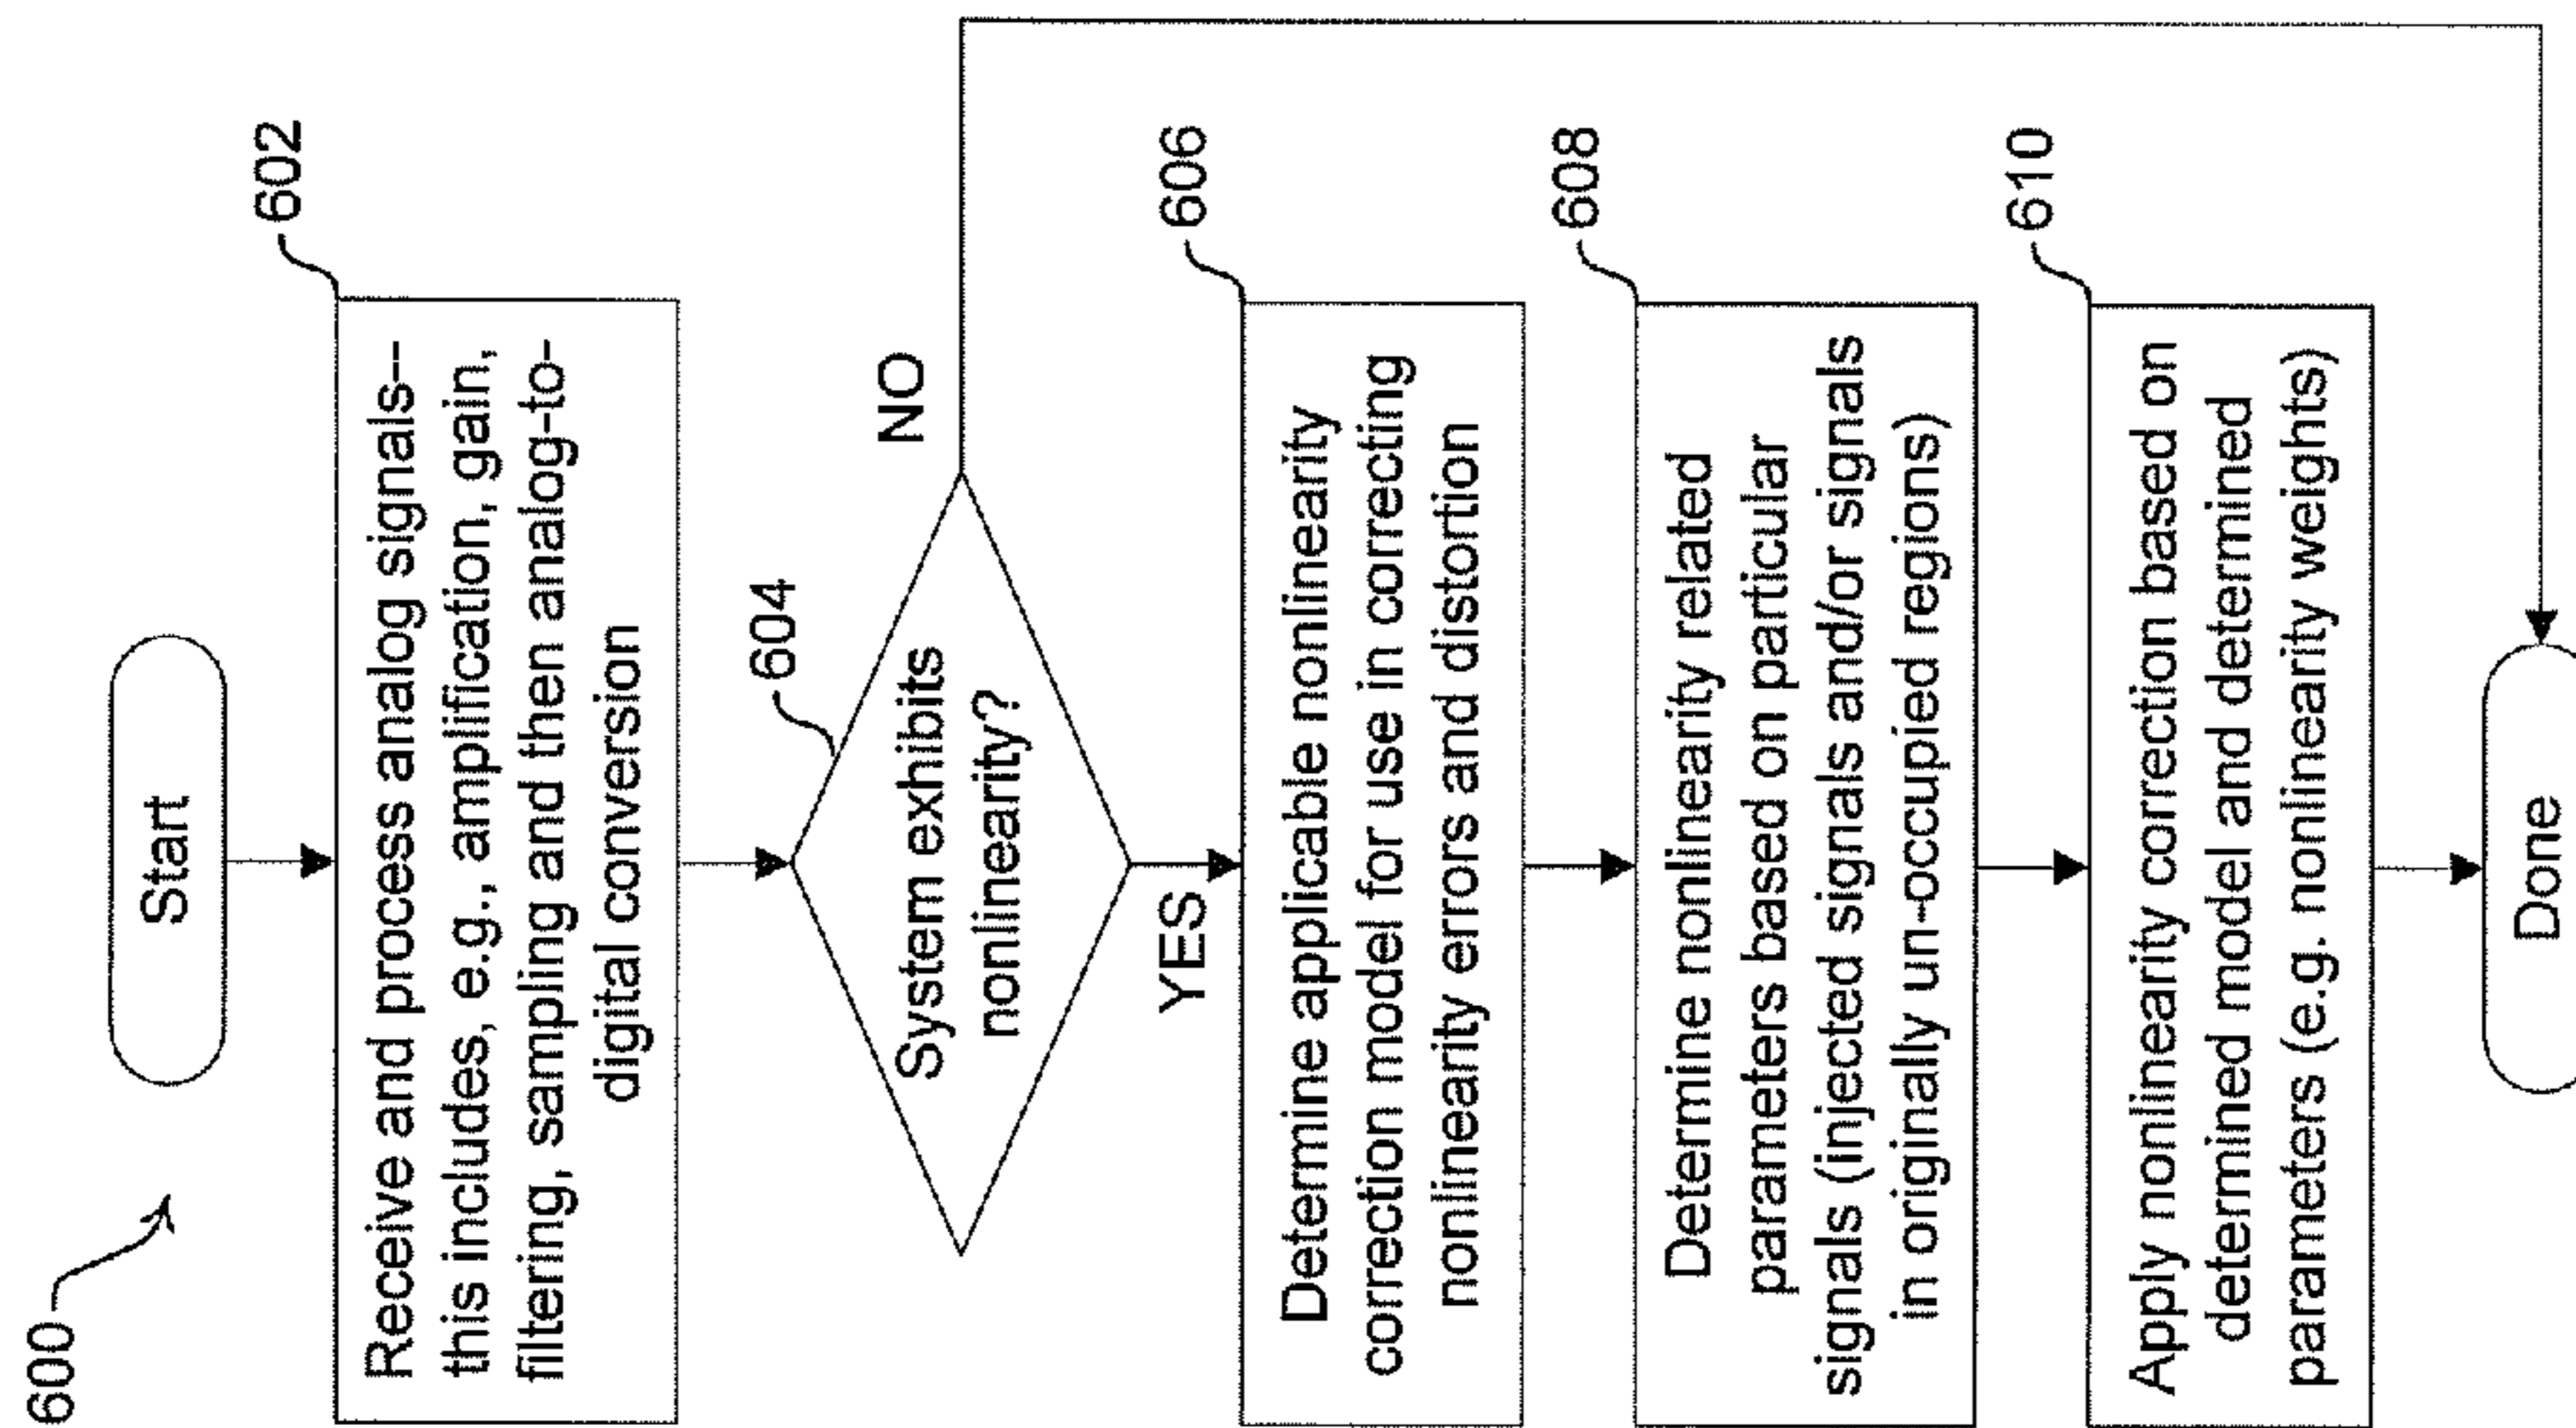 600
Start
602
Receive and process analog signals--
this includes, e.g., amplification, gain,
filtering, sampling and then analog-to-
digital conversion
604
System exhibits
nonlinearity?
NO
YES
606
Determine applicable nonlinearity
correction model for use in correcting
nonlinearity errors and distortion
608
Determine nonlinearity related
parameters based on particular
signals (injected signals and/or signals
in originally un-occupied regions)
610
Apply nonlinearity correction based on
determined model and determined
parameters (e.g. nonlinearity weights)
Done